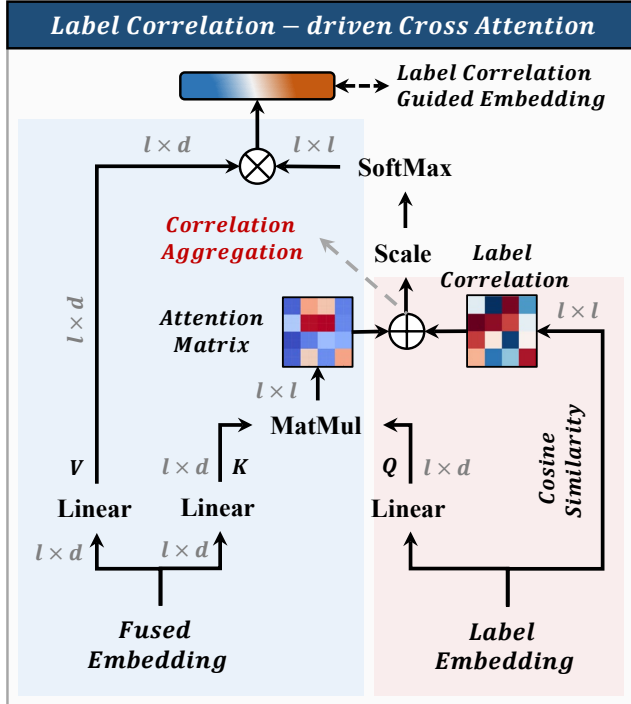 Label Correlation – driven Cross Attention
Label Correlation
Guided Embedding
l × d
l × l
SoftMax
Correlation
Aggregation
Scale
Label
Correlation
l × d
Attention
Matrix
l × l
l × l
MatMul
V
l × d
K
Q
l × d
Cosine
Similarity
Linear
Linear
Linear
l × d
l × d
Fused
Embedding
Label
Embedding